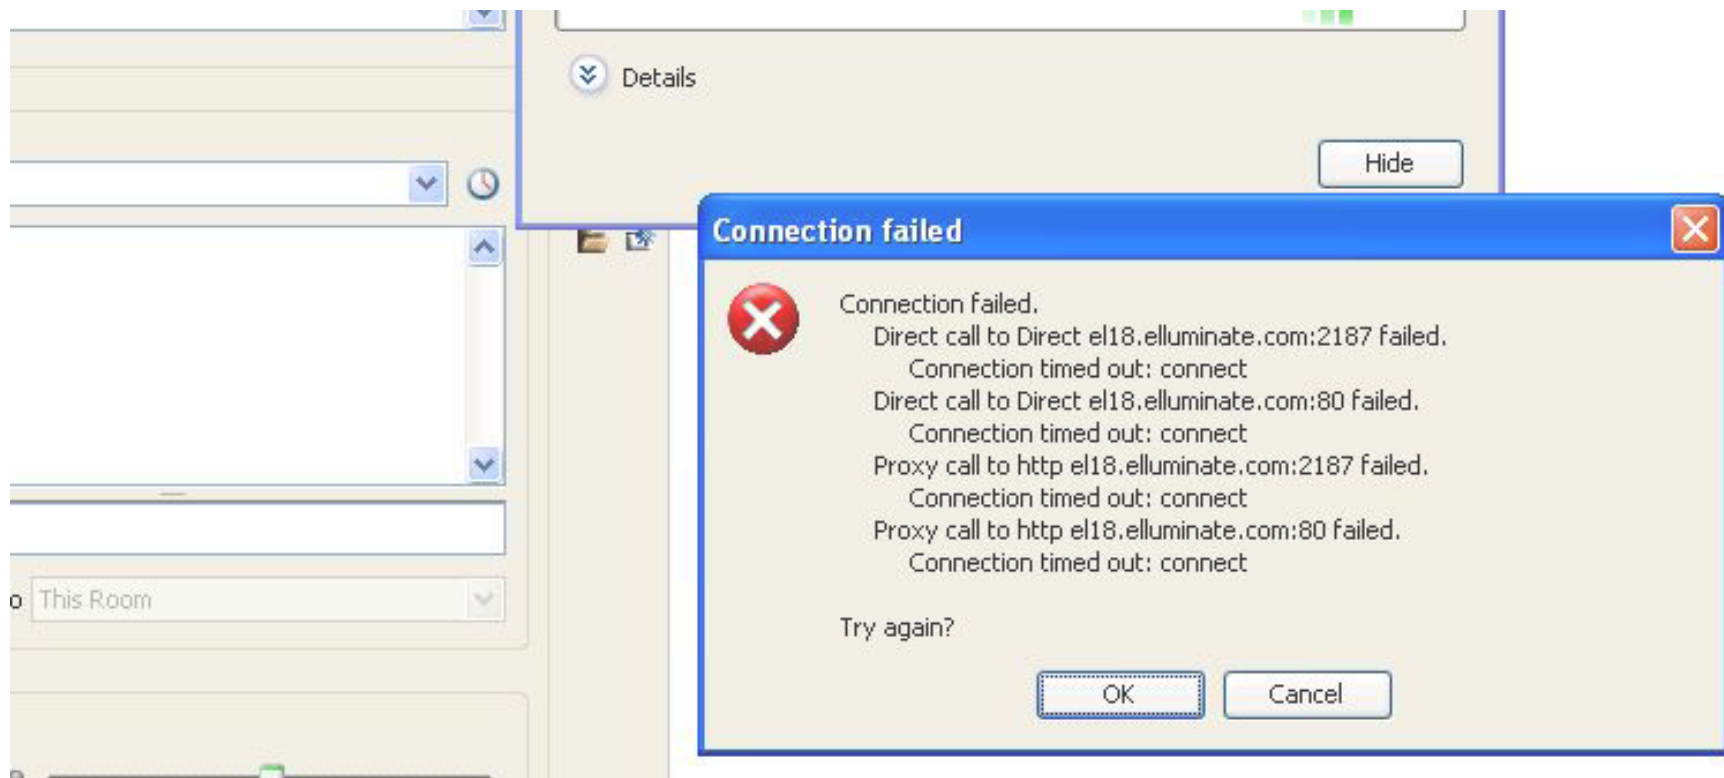 Details
Hide
Connection failed
Connection failed.
Direct call to Direct el18.elluminate.com:2187 failed.
Connection timed out: connect
Direct call to Direct el18.elluminate.com:80 failed.
Connection timed out: connect
Proxy call to http el18.elluminate.com:2187 failed.
Connection timed out: connect
Proxy call to http el18.elluminate.com:80 failed.
Connection timed out: connect
o This Room
Try again?
OK Cancel